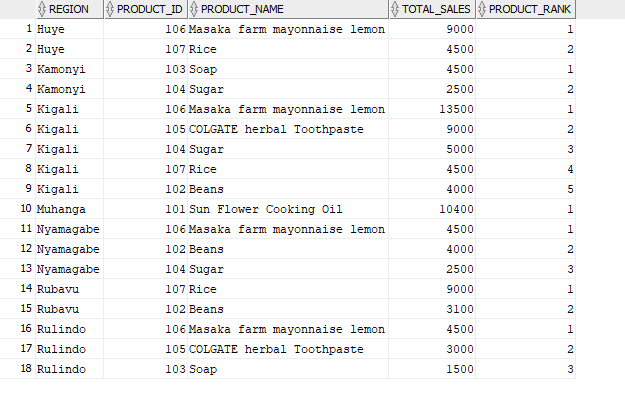 REGION PRODUCT_ID PRODUCT_NAME TOTAL_SALES PRODUCT_RANK
1 Huye 106 Masaka farm mayonnaise lemon 9000 1
2 Huye 107 Rice 4500 2
3 Kamonyi 103 Soap 4500 1
4 Kamonyi 104 Sugar 2500 2
5 Kigali 106 Masaka farm mayonnaise lemon 13500 1
6 Kigali 105 COLGATE herbal Toothpaste 9000 2
7 Kigali 104 Sugar 5000 3
8 Kigali 107 Rice 4500 4
9 Kigali 102 Beans 4000 5
10 Muhanga 101 Sun Flower Cooking Oil 10400 1
11 Nyamagabe 106 Masaka farm mayonnaise lemon 4500 1
12 Nyamagabe 102 Beans 4000 2
13 Nyamagabe 104 Sugar 2500 3
14 Rubavu 107 Rice 9000 1
15 Rubavu 102 Beans 3100 2
16 Rulindo 106 Masaka farm mayonnaise lemon 4500 1
17 Rulindo 105 COLGATE herbal Toothpaste 3000 2
18 Rulindo 103 Soap 1500 3